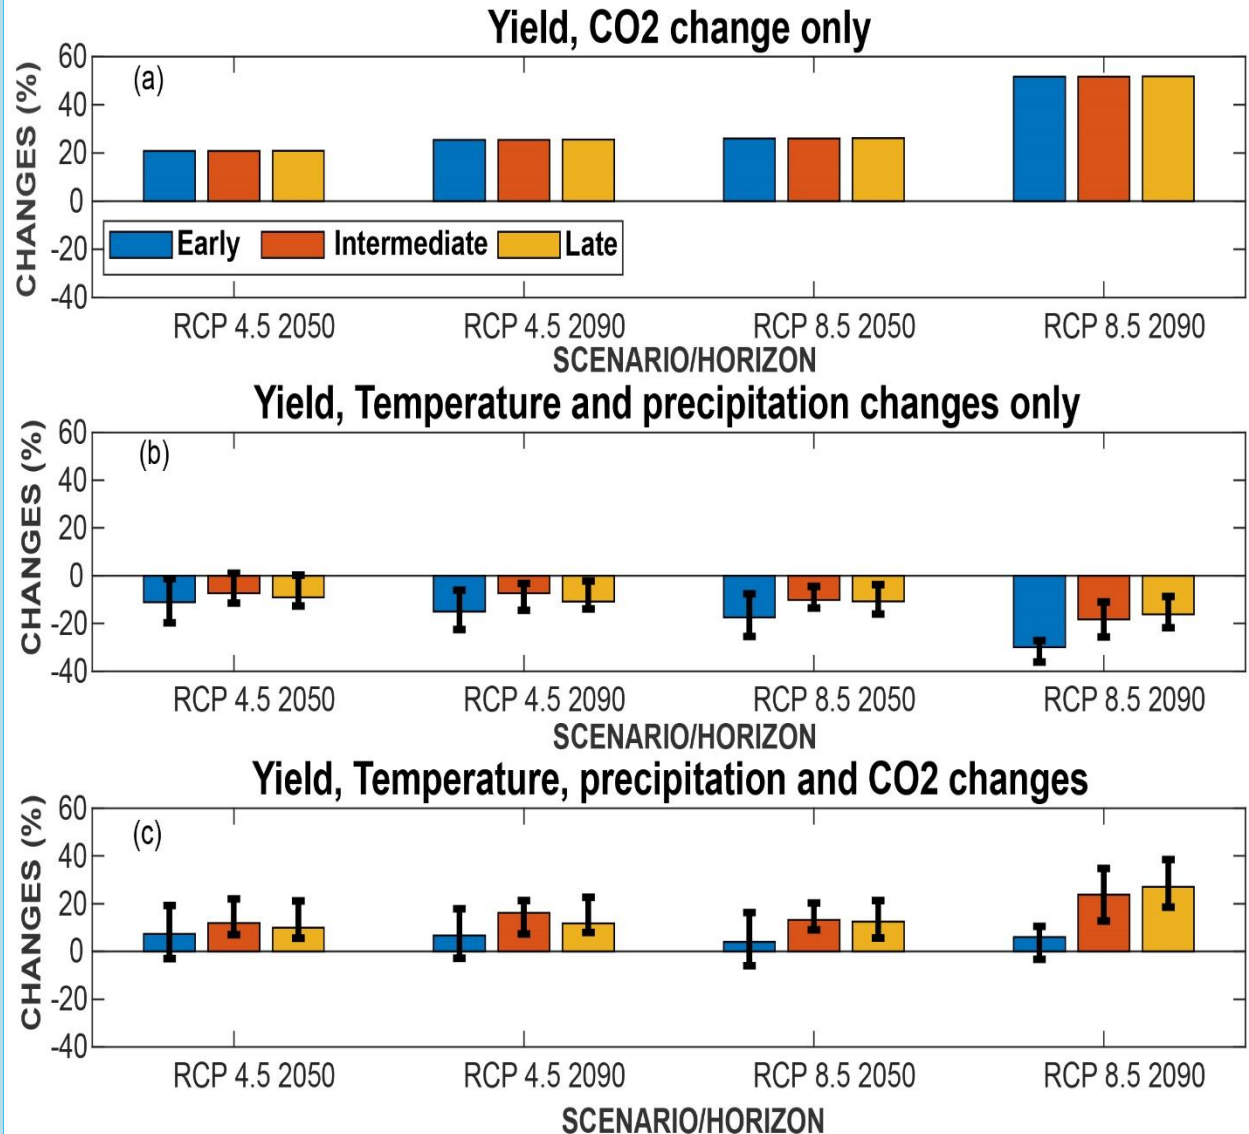 Yield, CO2 change only
(a)
CHANGES (%)
60
40
20
0
-20
-40
Early Intermediate Late
RCP 4.5 2050 RCP 4.5 2090 RCP 8.5 2050 RCP 8.5 2090
SCENARIO/HORIZON
Yield, Temperature and precipitation changes only
(b)
CHANGES (%)
60
40
20
0
-20
-40
RCP 4.5 2050 RCP 4.5 2090 RCP 8.5 2050 RCP 8.5 2090
SCENARIO/HORIZON
Yield, Temperature, precipitation and CO2 changes
(c)
CHANGES (%)
60
40
20
0
-20
-40
RCP 4.5 2050 RCP 4.5 2090 RCP 8.5 2050 RCP 8.5 2090
SCENARIO/HORIZON